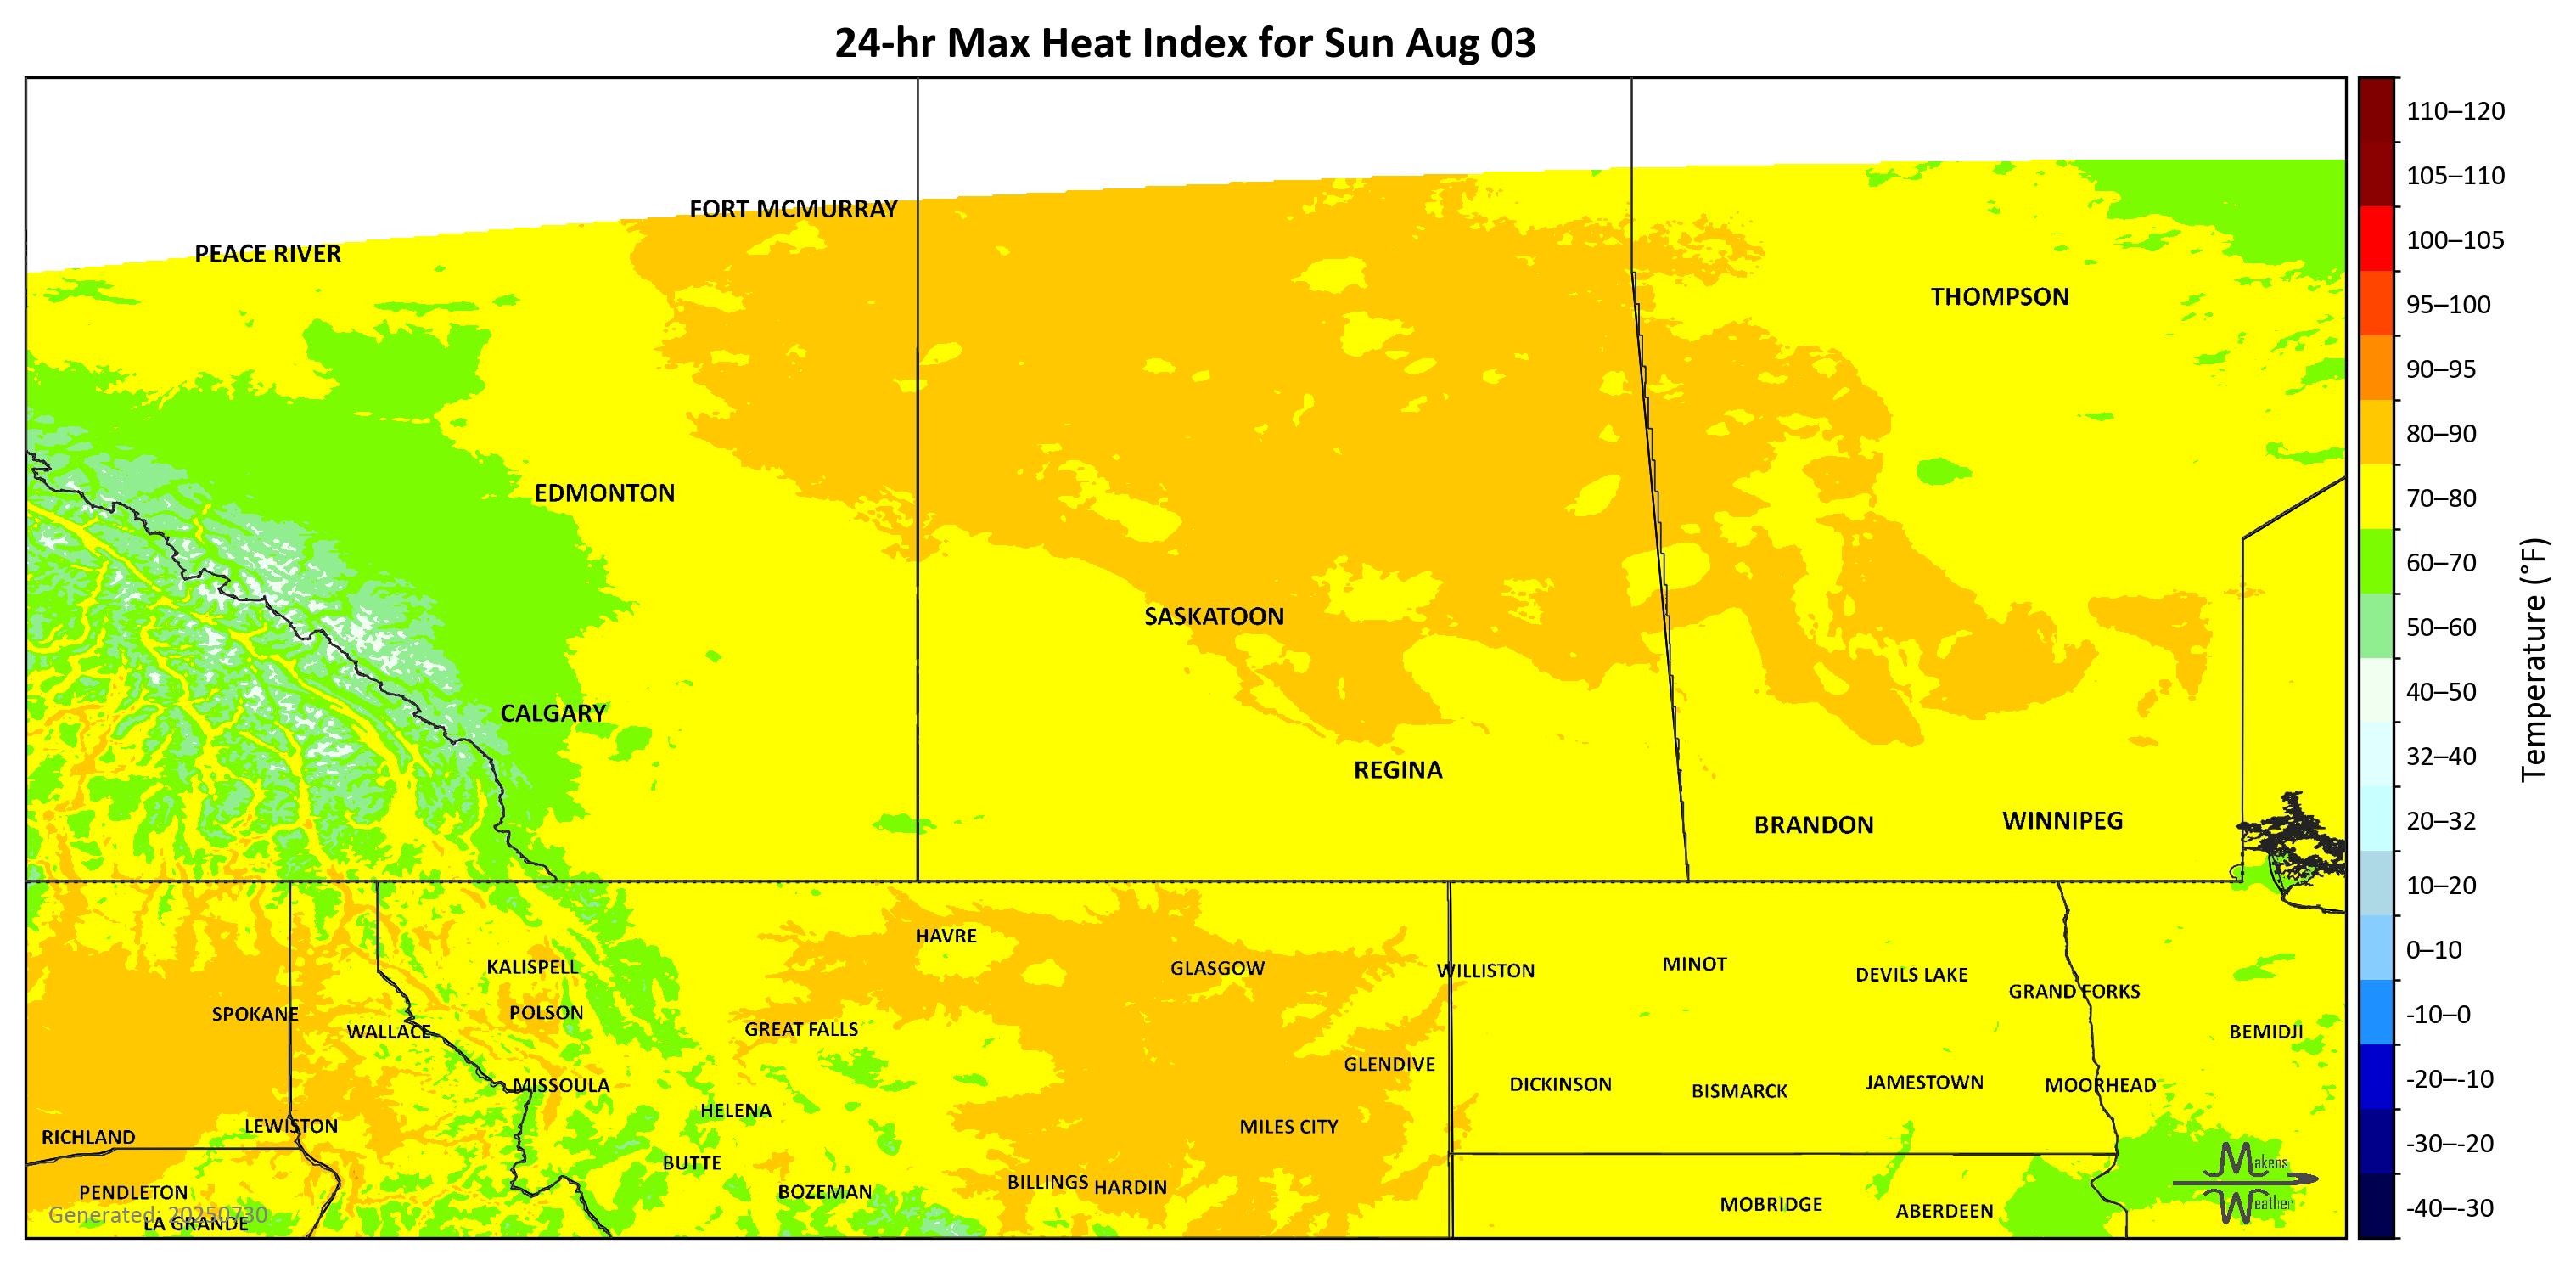 24-hr Max Heat Index for Sun Aug 03
110–120
105–110
100–105
95–100
90–95
80–90
70–80
60–70
50–60
40–50
32–40
20–32
10–20
0–10
-10–0
-20–-10
-30–-20
-40–-30
Temperature (°F)
FORT MCMURRAY
PEACE RIVER
THOMPSON
EDMONTON
SASKATOON
CALGARY
REGINA
BRANDON
WINNIPEG
HAVRE
KALISPELL
GLASGOW
WILLISTON
MINOT
DEVILS LAKE
GRAND FORKS
SPOKANE
POLSON
WALLACE
GREAT FALLS
BEMIDJI
GLENDIVE
MISSOULA
DICKINSON
BISMARCK
JAMESTOWN
MOORHEAD
HELENA
LEWISTON
MILES CITY
RICHLAND
BUTTE
BILLINGS
HARDIN
PENDLETON
BOZEMAN
MOBRIDGE
ABERDEEN
LA GRANDE
Generated: 20250730
Makens
Weather